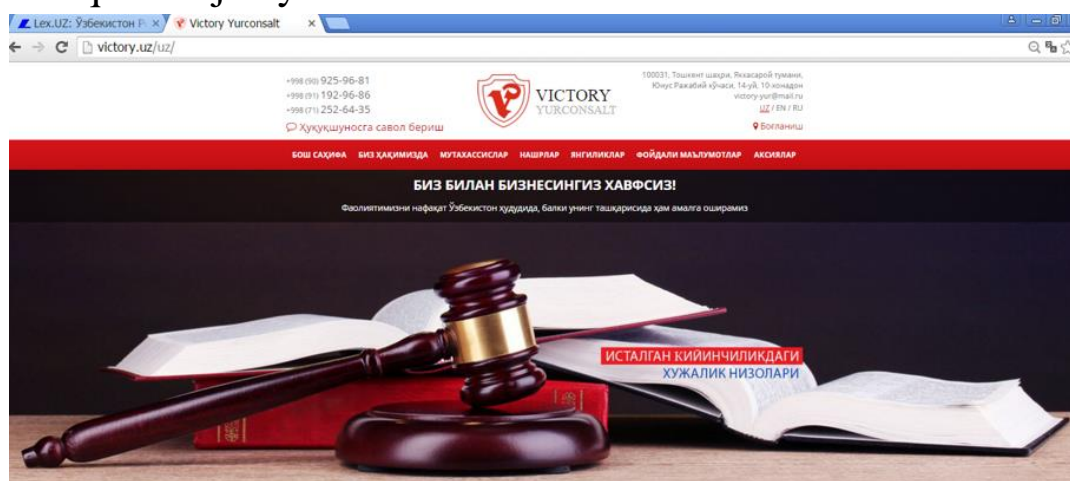 Lex.UZ: Ўзбекистон Р
Victory Yurconsalt
victory.uz/uz/
+998 (90) 925-96-81
+998 (91) 192-96-86
+998 (71) 252-64-35
Ҳуқуқшуносга савол бериш
VICTORY
YURCONSALT
100031, Тошкент шаҳри, Яккасарой тумани,
Юнус Ражабий кўчаси, 14-уй, 10-хонадон
victory-yur@mail.ru
UZ / EN / RU
Боғланиш
БОШ САҲИФА БИЗ ҲАҚИМИЗДА МУТАХАССИСЛАР НАШРЛАР ЯНГИЛИКЛАР ФОЙДАЛИ МАЪЛУМОТЛАР АКСИЯЛАР
БИЗ БИЛАН БИЗНЕСИНГИЗ ХАВФСИЗ!
Фаолиятимизни нафақат Ўзбекистон ҳудудида, балки унинг ташқарисида ҳам амалга оширамиз
ИСТАЛГАН КИЙИНЧИЛИКДАГИ
ХУЖАЛИК НИЗОЛАРИ